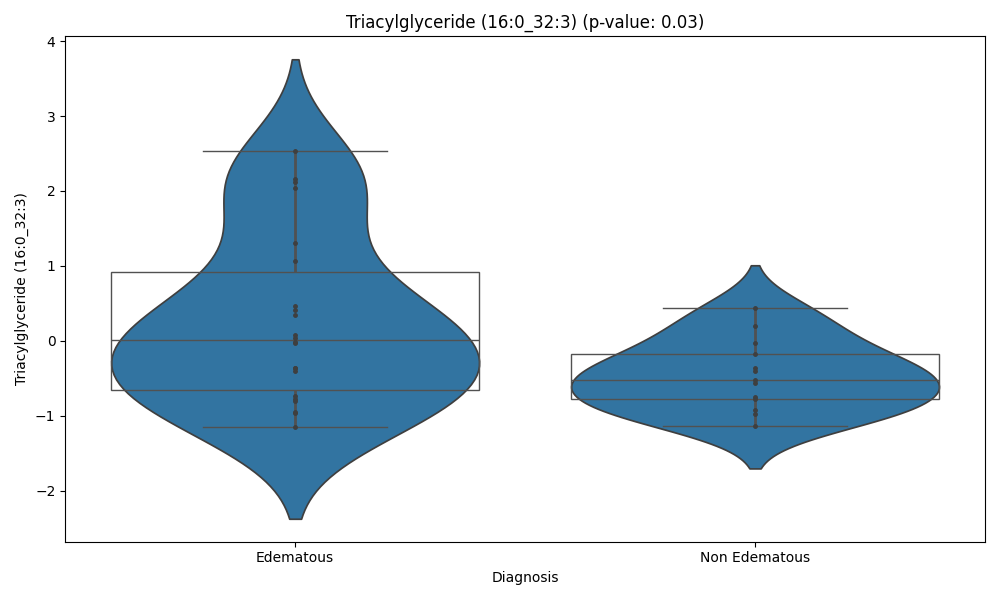 Triacylglyceride (16:0_32:3) (p-value: 0.03)
Triacylglyceride (16:0_32:3)
4
3
2
1
0
−1
−2
Edematous
Non Edematous
Diagnosis